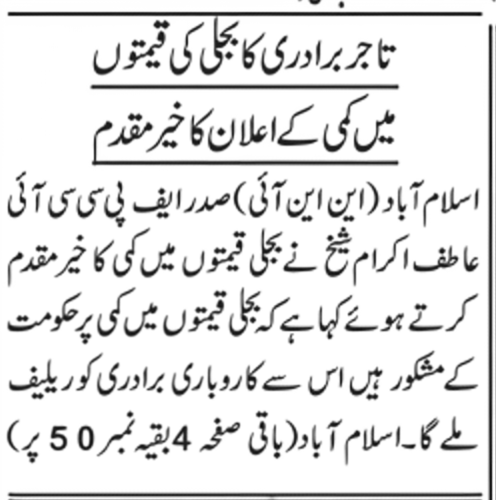 تاجر برادری کا بجلی کی قیمتوں
میں کمی کے اعلان کا خیر مقدم
اسلام آباد (این این آئی) صدر ایف پی سی سی آئی
عاطف اکرام شیخ نے بجلی قیمتوں میں کمی کا خیر مقدم
کرتے ہوئے کہا ہے کہ بجلی قیمتوں میں کمی پر حکومت
کے مشکور ہیں اس سے کاروباری برادری کو ریلیف
ملے گا۔ اسلام آباد (باقی صفحہ 4 بقیہ نمبر 50 پر)